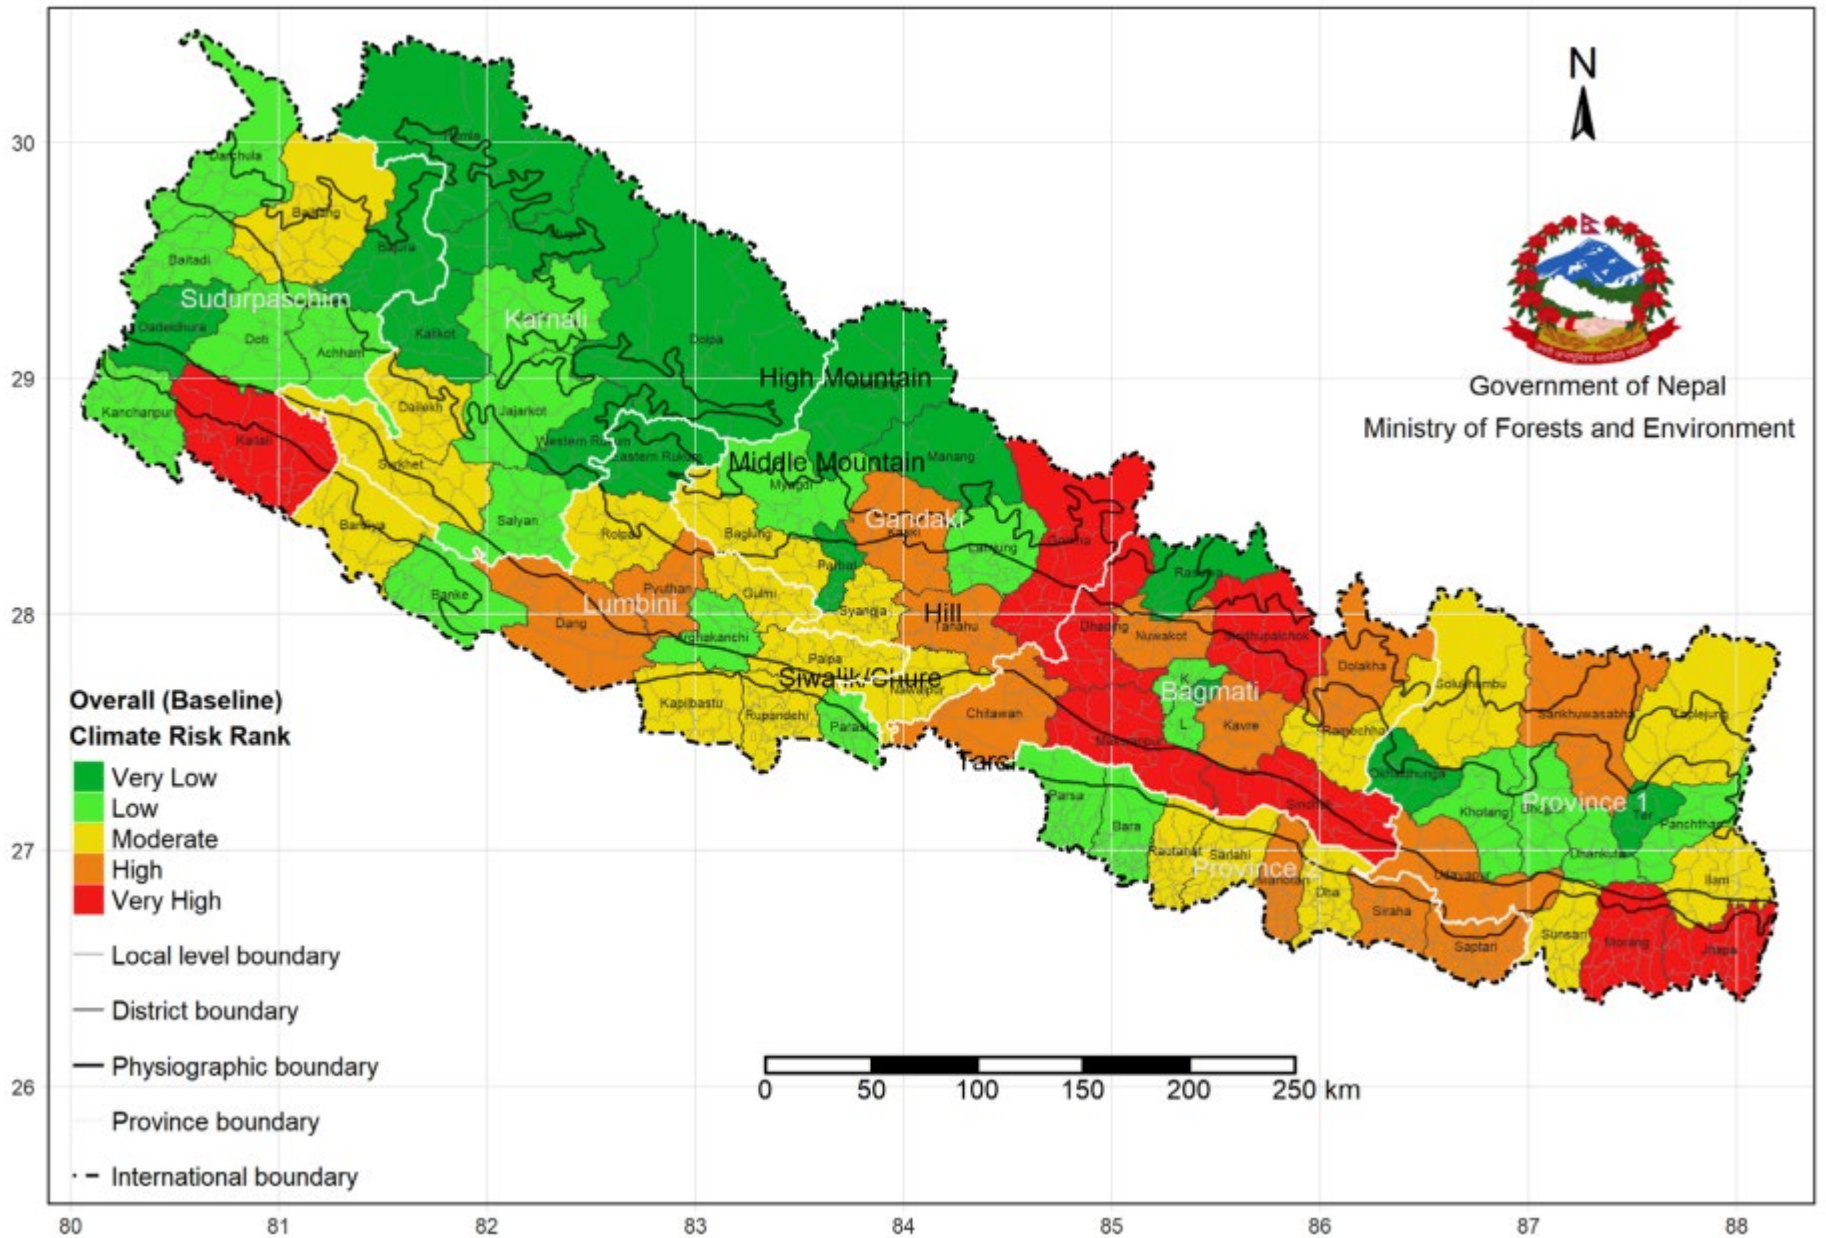 N
30
Humla
Darchula
Bajhang
Mugu
Bajura
Baitadi
Sudurpaschim
Karnali
Dadeldhura
Kalikot
Doti
Dolpa
Achham
29
High Mountain
Government of Nepal
Kanchanpur
Dailekh
Jajarkot
Ministry of Forests and Environment
Kailali
Western Rukum
Eastern Rukum
Manang
Surkhet
Middle Mountain
Myagdi
Bardiya
Salyan
Gandaki
Rolpa
Baglung
Kaski
Lamjung
Gorkha
Parbat
Rasuwa
Banke
Pyuthan
Gulmi
28
Lumbini
Syangja
Hill
Dang
Tanahu
Dhading
Nuwakot
Sindhupalchok
Arghakanchi
Palpa
Dolakha
Siwalik/Chure
K
Bagmati
Solukhumbu
Nawalpur
Overall (Baseline)
Kapilbastu
Rupandehi
Parasi
Chitawan
L
Kavre
Ramechhap
Sankhuwasabha
Taplejung
Climate Risk Rank
Makwanpur
Very Low
Okhaldhunga
Low
Parsa
Sindhuli
Khotang
Province 1
Ter
Bara
Panchthar
Moderate
27
Rautahat
Sarlahi
Dhankuta
High
Province 2
Udayapur
Ilam
Very High
Dha
Siraha
Local level boundary
Saptari
Sunsari
Morang
Jhapa
District boundary
Physiographic boundary
26
0 50 100 150 200 250 km
Province boundary
International boundary
80 81 82 83 84 85 86 87 88